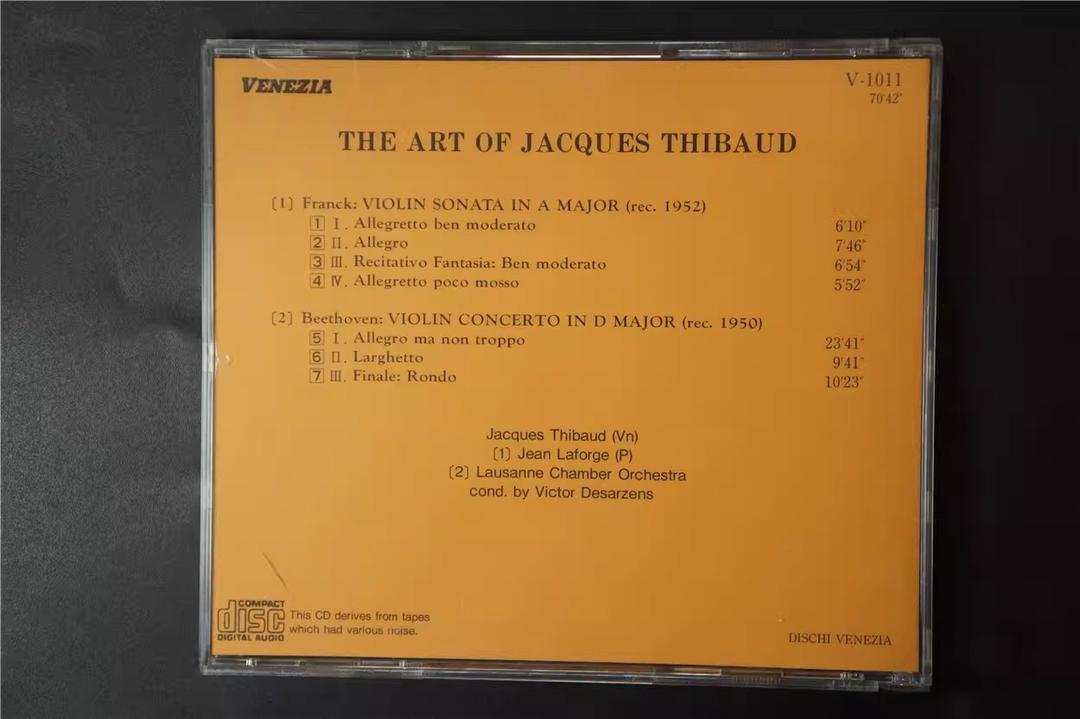 VENEZIA
V-1011
70'42"
THE ART OF JACQUES THIBAUD
〔1〕 Franck: VIOLIN SONATA IN A MAJOR (rec. 1952)
1 I. Allegretto ben moderato 6'10"
2 II. Allegro 7'46"
3 III. Recitativo Fantasia: Ben moderato 6'54"
4 IV. Allegretto poco mosso 5'52"
〔2〕 Beethoven: VIOLIN CONCERTO IN D MAJOR (rec. 1950)
5 I. Allegro ma non troppo 23'41"
6 II. Larghetto 9'41"
7 III. Finale: Rondo 10'23"
Jacques Thibaud (Vn)
〔1〕 Jean Laforge (P)
〔2〕 Lausanne Chamber Orchestra
cond. by Victor Desarzens
COMPACT
disc
DIGITAL AUDIO
This CD derives from tapes
which had various noise.
DISCHI VENEZIA